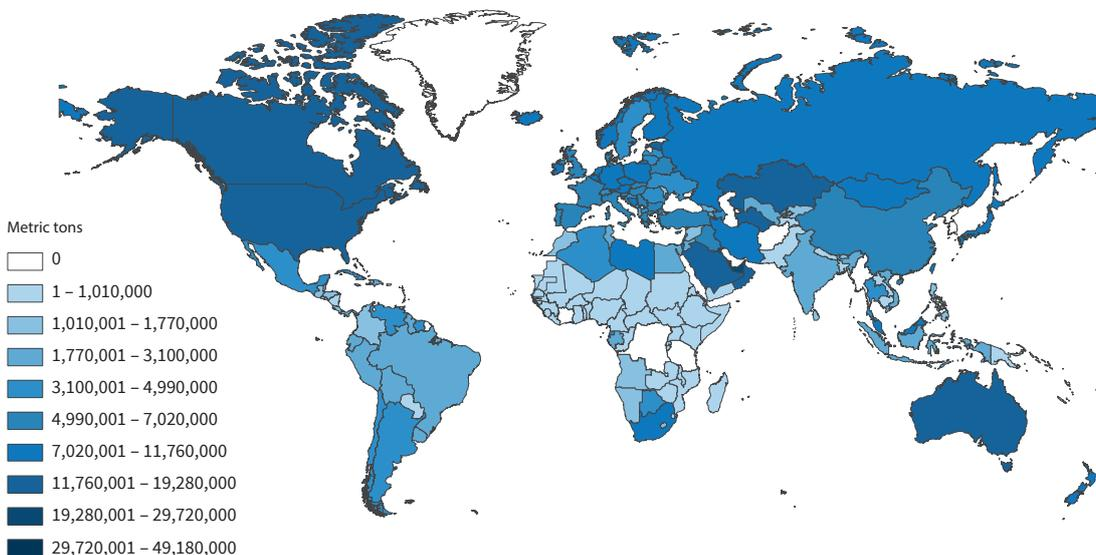 Metric tons
0
1 – 1,010,000
1,010,001 – 1,770,000
1,770,001 – 3,100,000
3,100,001 – 4,990,000
4,990,001 – 7,020,000
7,020,001 – 11,760,000
11,760,001 – 19,280,000
19,280,001 – 29,720,000
29,720,001 – 49,180,000